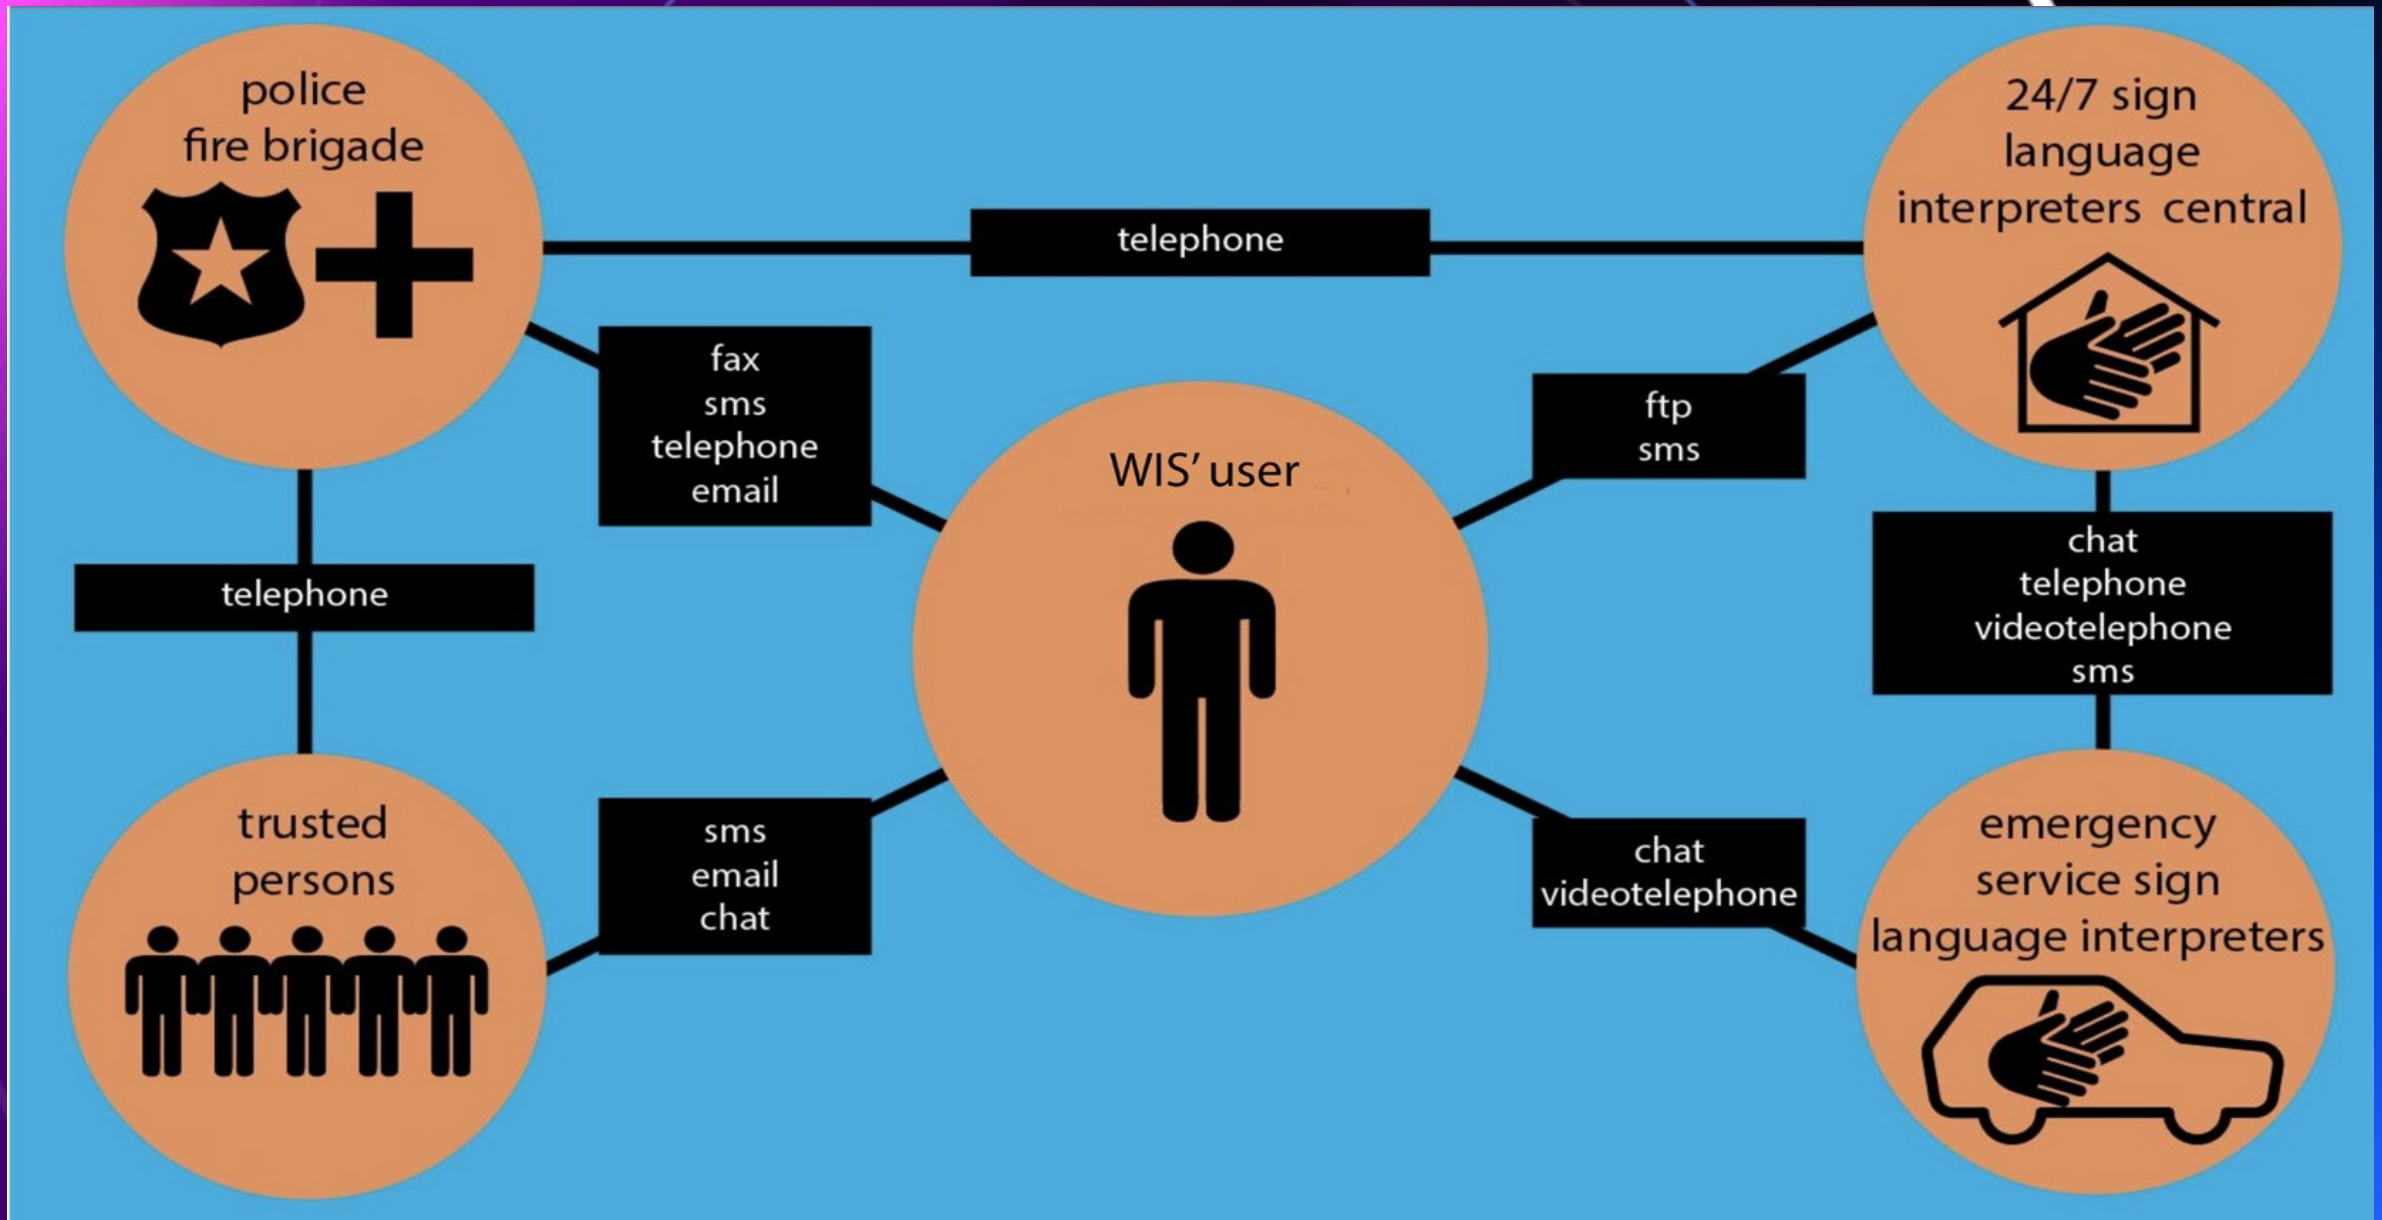 police
fire brigade
24/7 sign
language
interpreters central
telephone
fax
sms
telephone
email
ftp
sms
WIS’ user
telephone
chat
telephone
videotelephone
sms
trusted
persons
sms
email
chat
chat
videotelephone
emergency
service sign
language interpreters